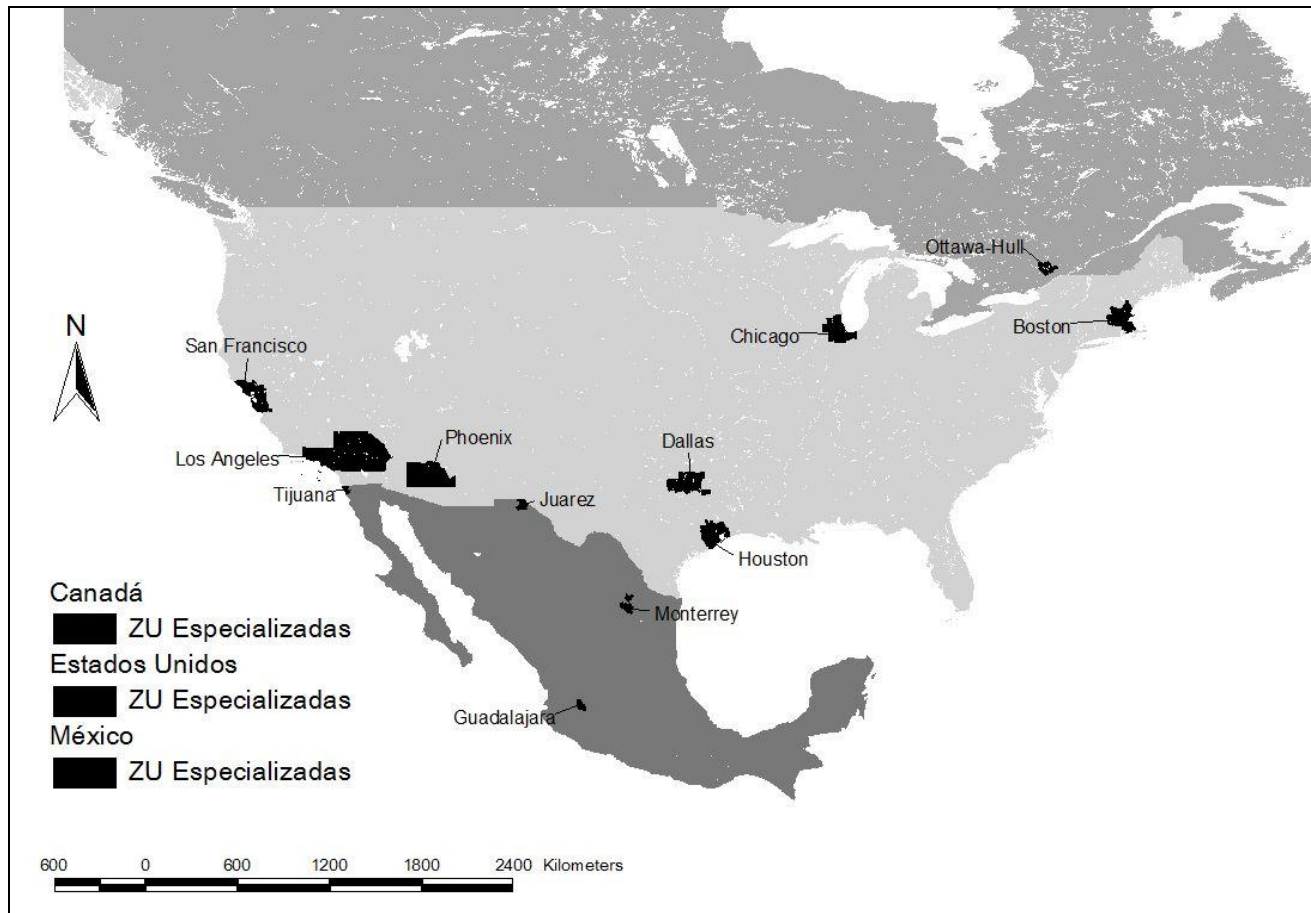 Ottawa-Hull
Boston
Chicago
N
San Francisco
Phoenix
Dallas
Los Angeles
Tijuana
Juarez
Houston
Monterrey
Guadalajara
Canadá
ZU Especializadas
Estados Unidos
ZU Especializadas
México
ZU Especializadas
600 0 600 1200 1800 2400 Kilometers